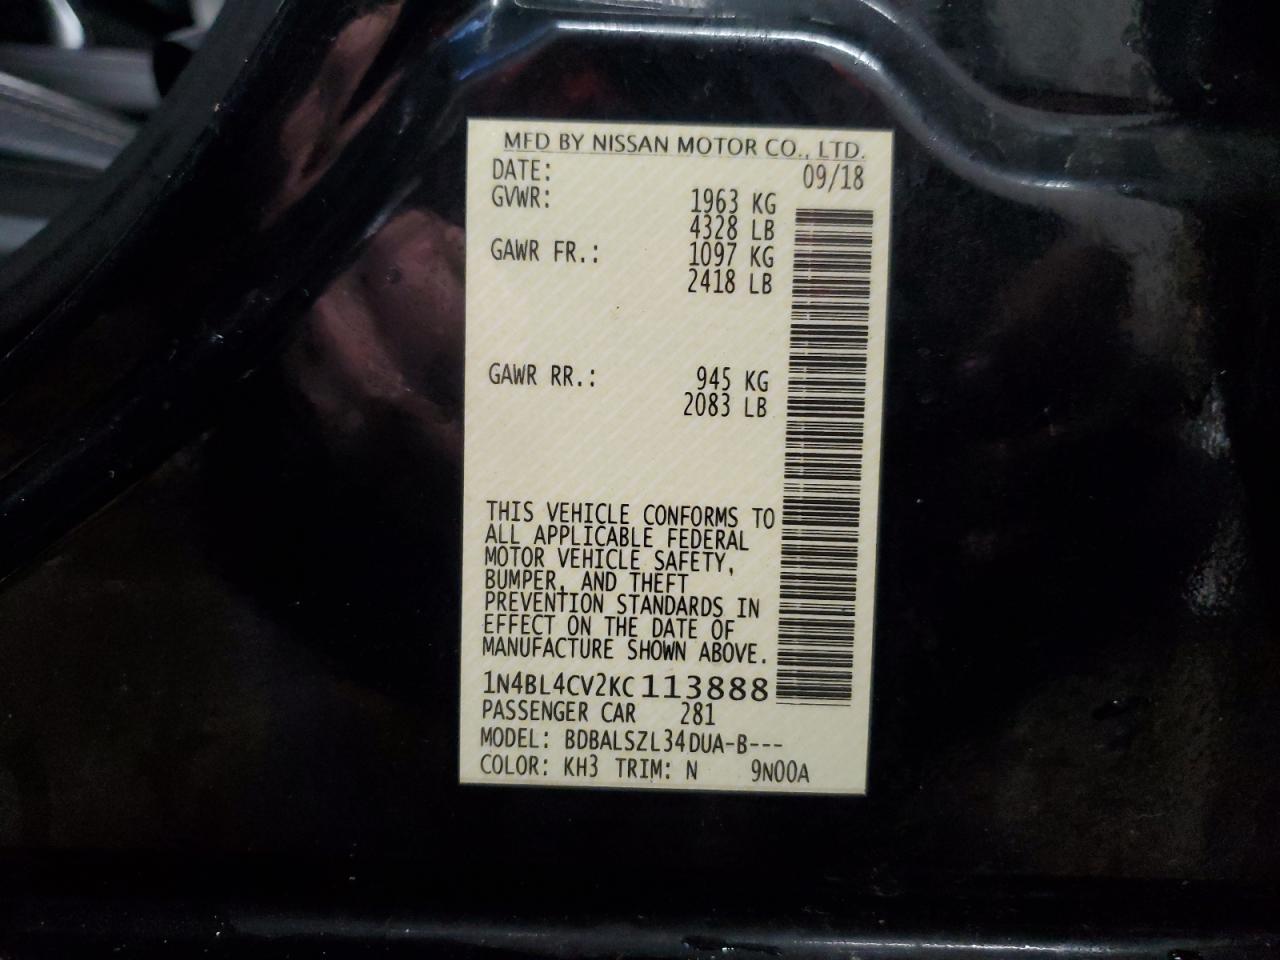 MFD BY NISSAN MOTOR CO., LTD.
DATE: 09/18
GVWR: 1963 KG
4328 LB
GAWR FR.: 1097 KG
2418 LB
GAWR RR.: 945 KG
2083 LB
THIS VEHICLE CONFORMS TO
ALL APPLICABLE FEDERAL
MOTOR VEHICLE SAFETY,
BUMPER, AND THEFT
PREVENTION STANDARDS IN
EFFECT ON THE DATE OF
MANUFACTURE SHOWN ABOVE.
1N4BL4CV2KC113888
PASSENGER CAR 281
MODEL: BDBALSZL34DUA-B---
COLOR: KH3 TRIM: N 9N00A